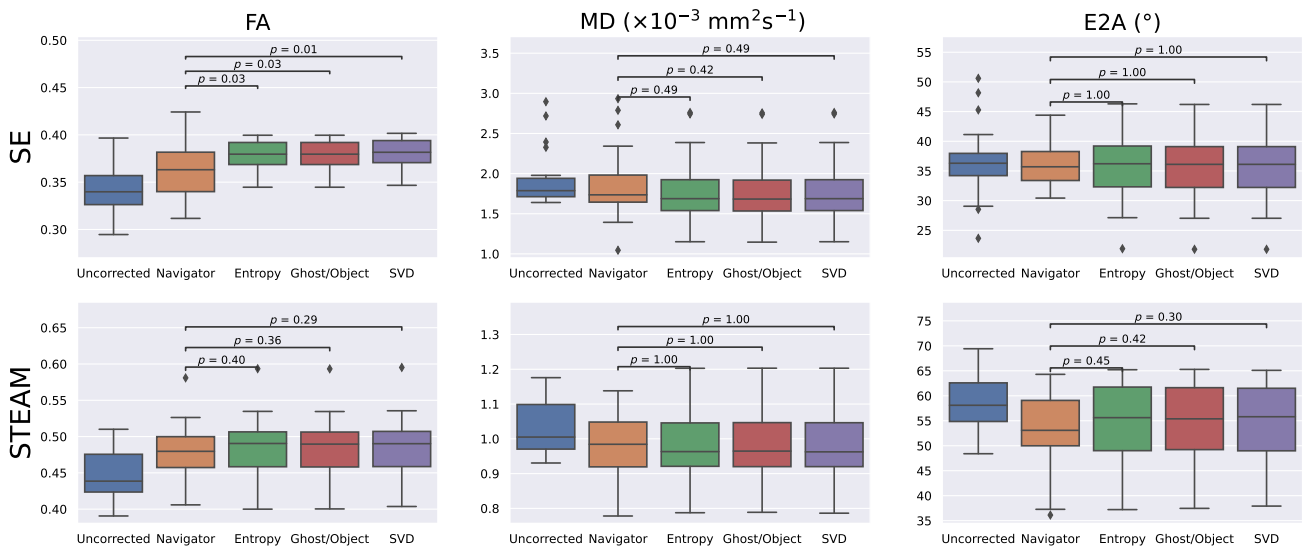 FA
MD (×10⁻³ mm²s⁻¹)
E2A (°)
SE
0.50
0.45
0.40
0.35
0.30
p = 0.01
p = 0.03
p = 0.03
Uncorrected Navigator Entropy Ghost/Object SVD
3.5
3.0
2.5
2.0
1.5
1.0
p = 0.49
p = 0.42
p = 0.49
Uncorrected Navigator Entropy Ghost/Object SVD
55
50
45
40
35
30
25
p = 1.00
p = 1.00
p = 1.00
Uncorrected Navigator Entropy Ghost/Object SVD
STEAM
0.65
0.60
0.55
0.50
0.45
0.40
p = 0.29
p = 0.36
p = 0.40
Uncorrected Navigator Entropy Ghost/Object SVD
1.3
1.2
1.1
1.0
0.9
0.8
p = 1.00
p = 1.00
p = 1.00
Uncorrected Navigator Entropy Ghost/Object SVD
75
70
65
60
55
50
45
40
35
p = 0.30
p = 0.42
p = 0.45
Uncorrected Navigator Entropy Ghost/Object SVD